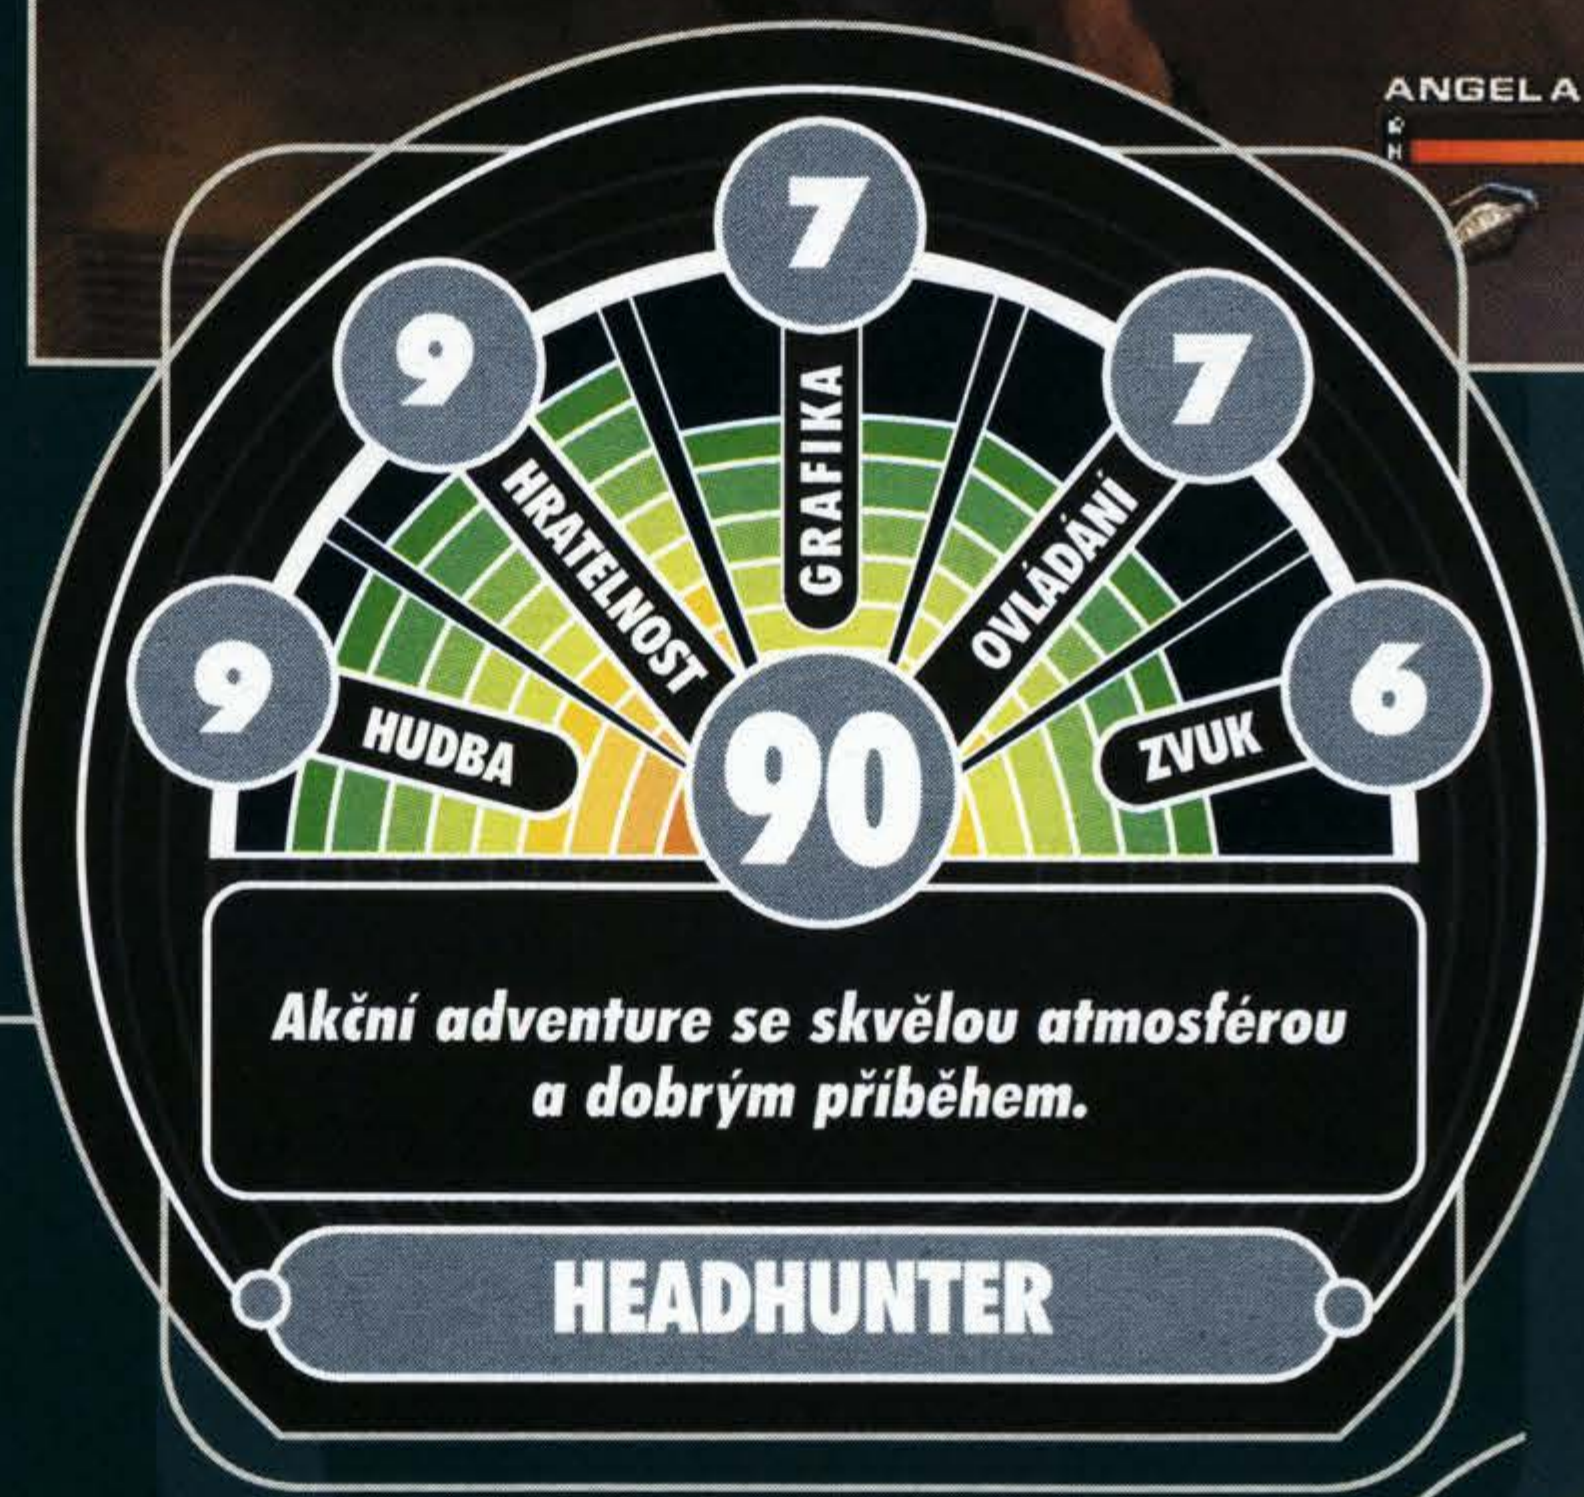 ANGELA
7
9
7
GRAFIKA
HRATELNOST
OVLÁDÁNÍ
9
6
HUDBA
ZVUK
90
Akční adventure se skvělou atmosférou
a dobrým příběhem.
HEADHUNTER